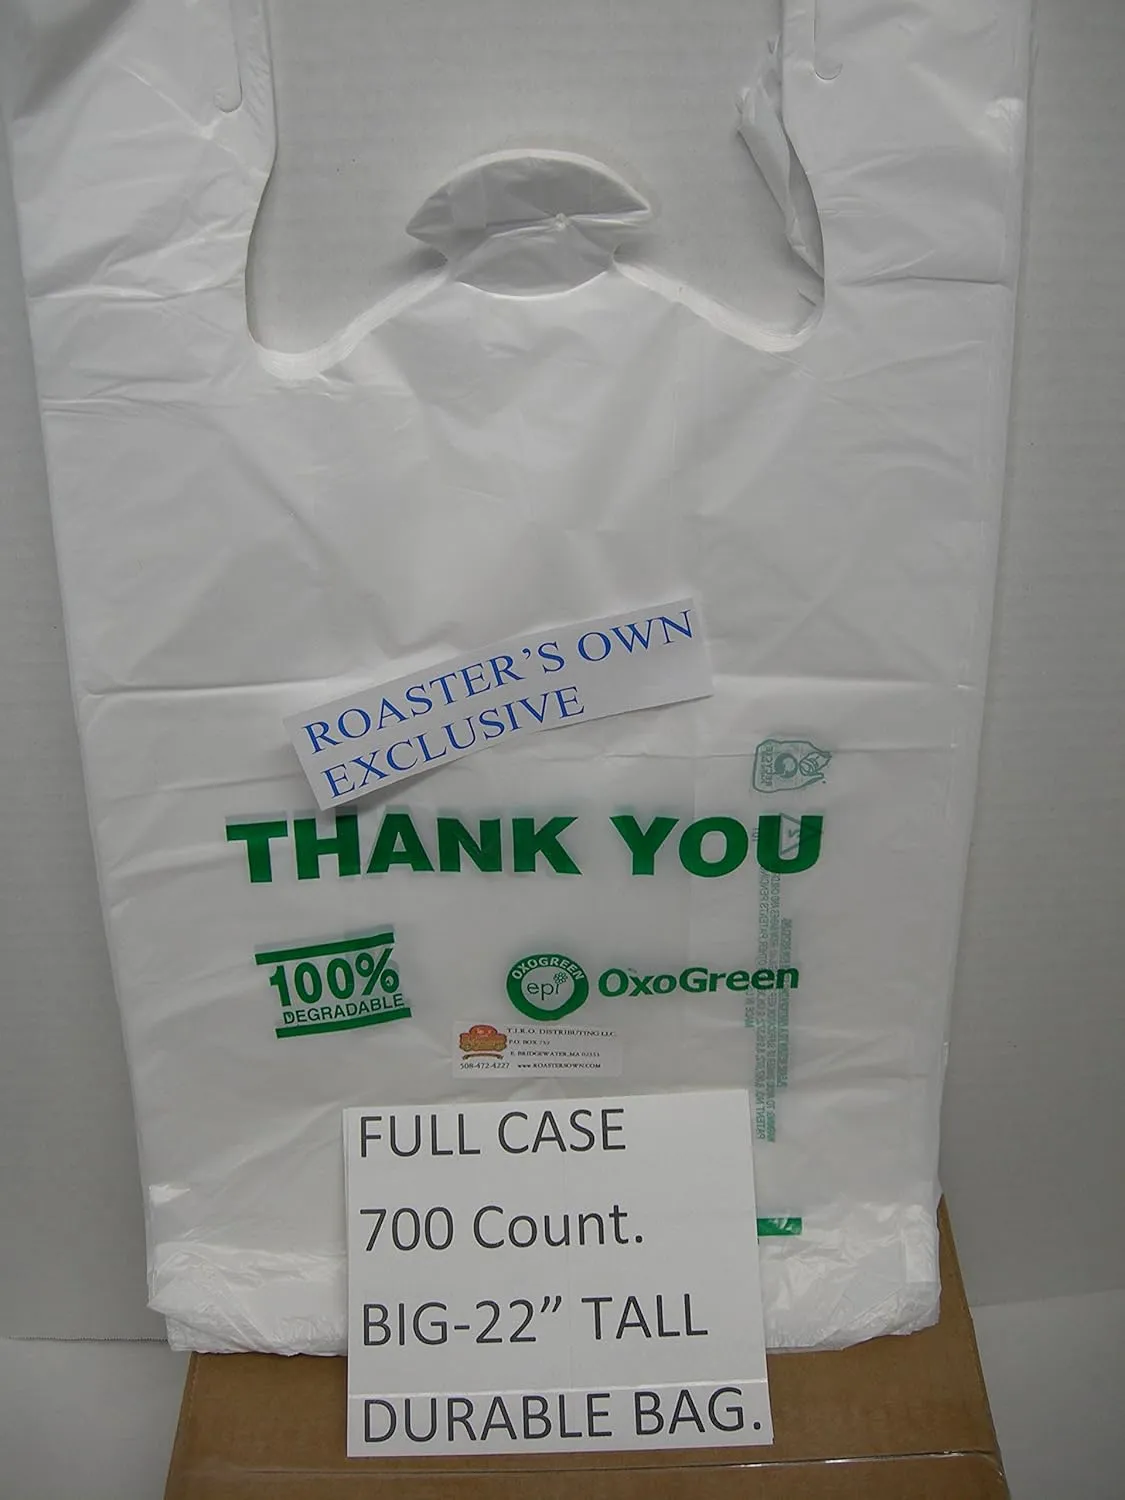 ROASTER'S OWN
EXCLUSIVE
THANK YOU
100%
DEGRADABLE
OXOGREEN
epi
OxoGreen
T.I.R.O. DISTRIBUTING LLC.
P.O. BOX 752
E. BRIDGEWATER, MA 02333
508-472-4227 www.ROASTERSOWN.COM
FULL CASE
700 Count.
BIG-22” TALL
DURABLE BAG.